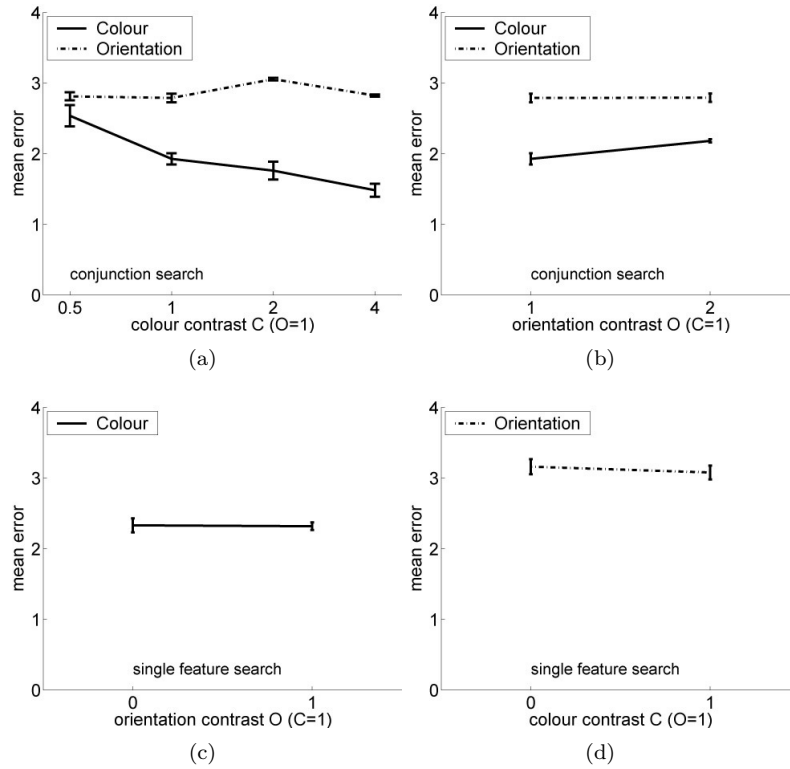 4
3
2
1
0
mean error
Colour
Orientation
conjunction search
0.5 1 2 4
colour contrast C (O=1)
(a)
4
3
2
1
0
mean error
Colour
Orientation
conjunction search
1 2
orientation contrast O (C=1)
(b)
4
3
2
1
0
mean error
Colour
single feature search
0 1
orientation contrast O (C=1)
(c)
4
3
2
1
0
mean error
Orientation
single feature search
0 1
colour contrast C (O=1)
(d)